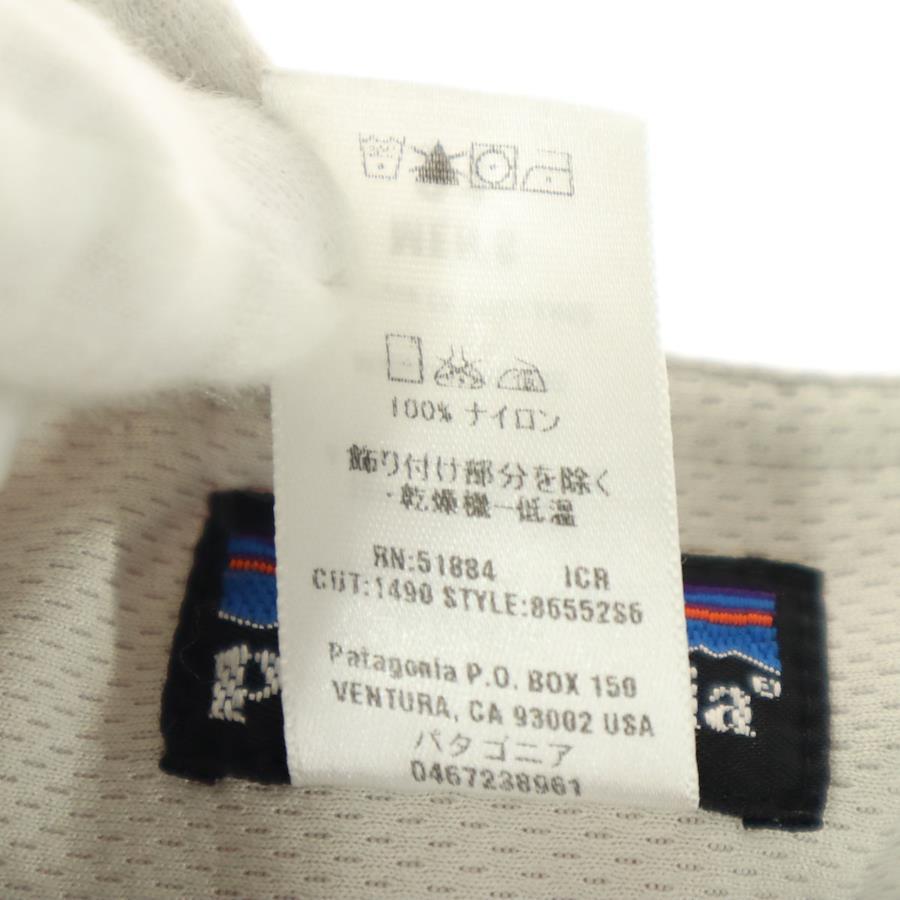 100% ナイロン
飾り付け部分を除く
・乾燥機ー低温
RN:51884 ICR
CUT:1490 STYLE:86552S6
Patagonia P.O. BOX 150
VENTURA, CA 93002 USA
パタゴニア
0467238961